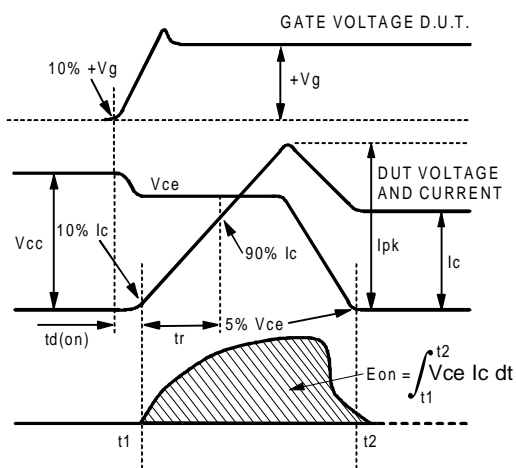 GATE VOLTAGE D.U.T.
10% +Vg
+Vg
Vce
DUT VOLTAGE
AND CURRENT
Vcc
10% Ic
90% Ic
Ipk
Ic
td(on)
tr
5% Vce
Eon = ∫ Vce Ic dt
t2
t1
t1
t2